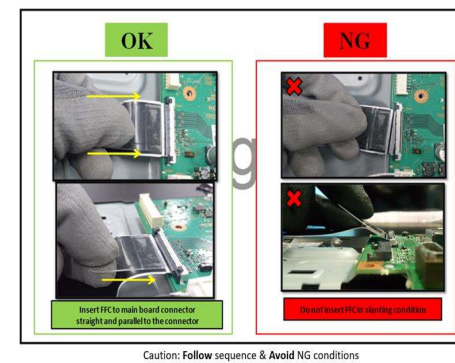 OK
NG
Insert FFC to main board connector
straight and parallel to the connector
Do not insert FFC in slanting condition
Caution: Follow sequence & Avoid NG conditions